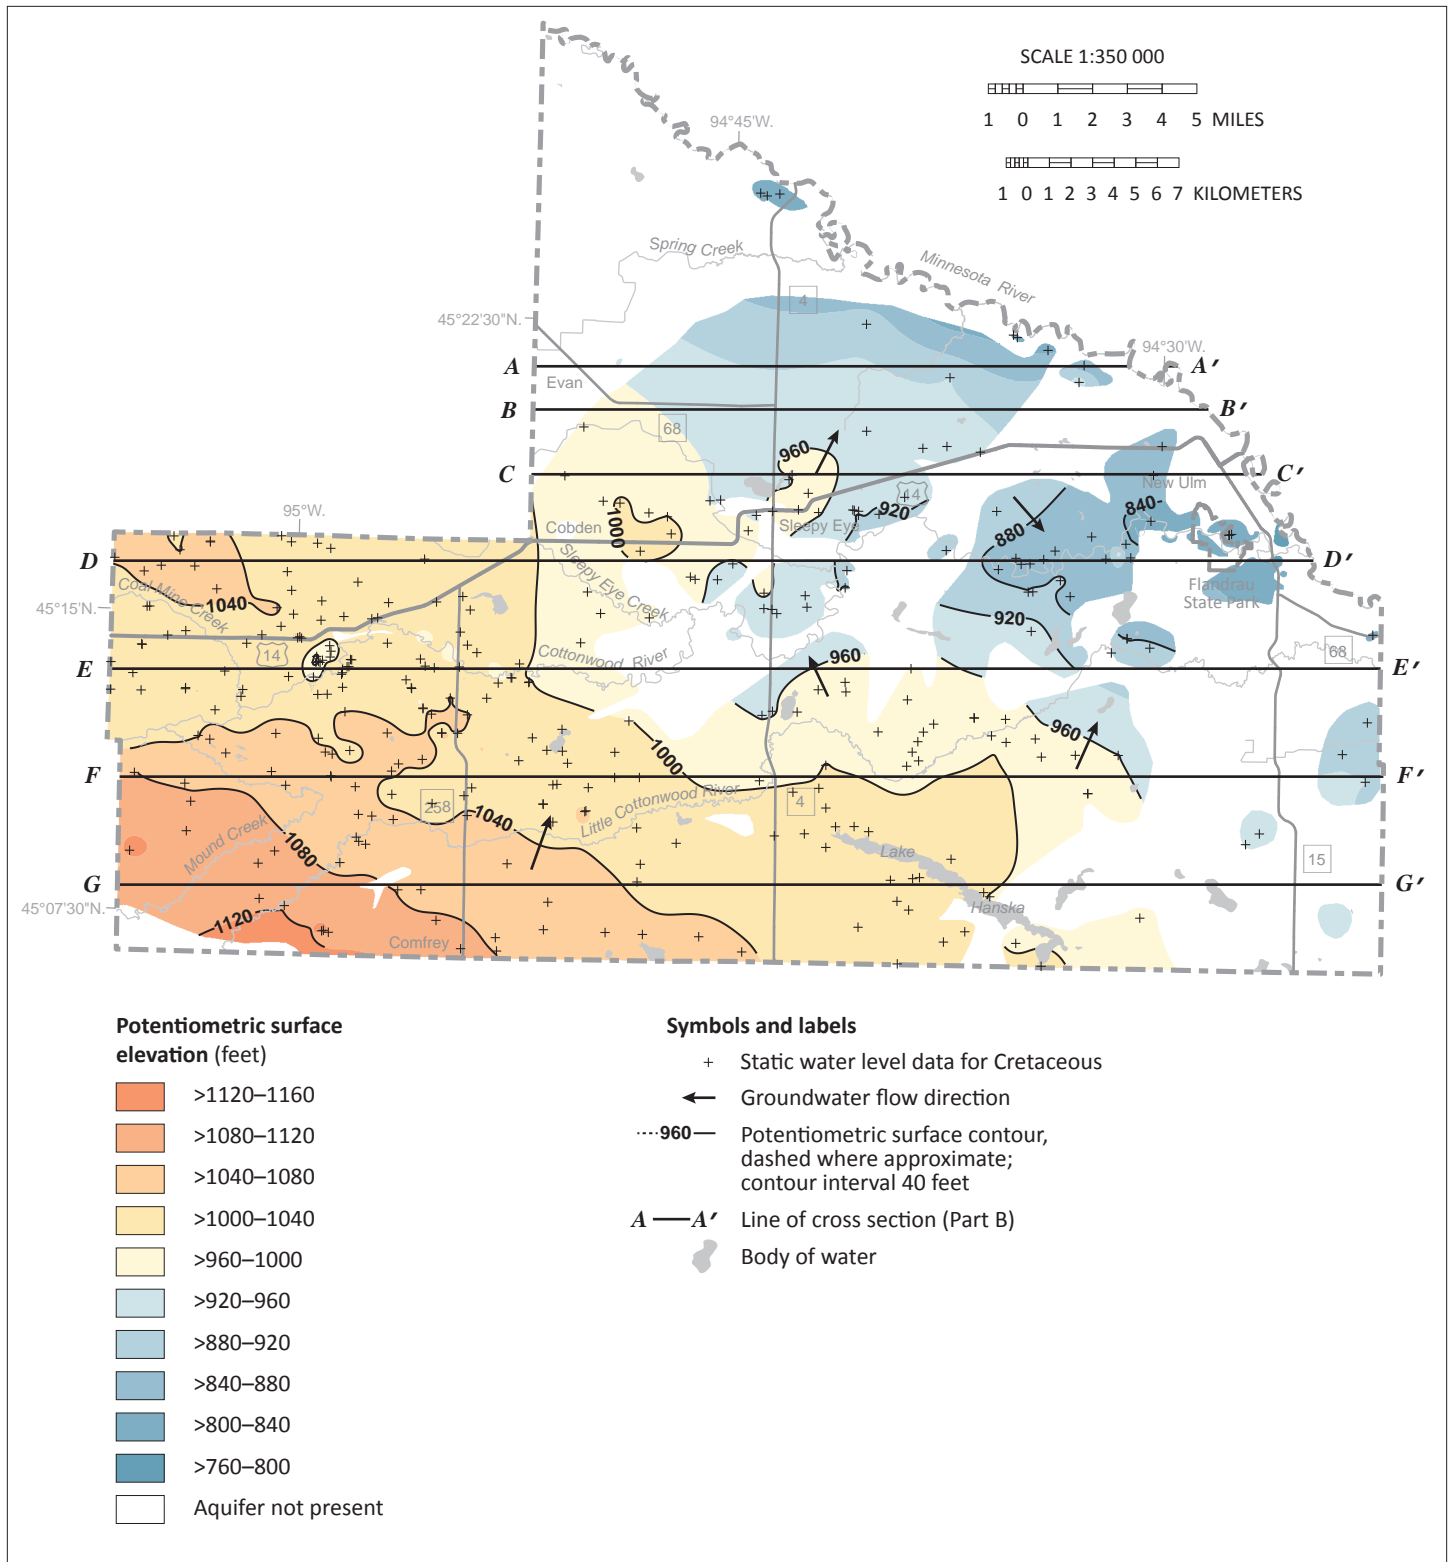 SCALE 1:350 000
1 0 1 2 3 4 5 MILES
1 0 1 2 3 4 5 6 7 KILOMETERS
94°45'W.
Spring Creek
Minnesota River
4
45°22'30"N.
94°30'W.
A A′
Evan
B B′
68
960
C C′
New Ulm
14
1000
920
840
880
Cobden
Sleepy Eye
95°W.
D D′
Coal Mine Creek
Sleepy Eye Creek
Flandrau
State Park
45°15'N.
1040
920
14
Cottonwood River
960
68
E E′
960
1000
F F′
258
1040
Little Cottonwood River
4
Mound Creek
1080
Lake
15
G G′
45°07'30"N.
1120
Hanska
Comfrey
Potentiometric surface
elevation (feet)
>1120–1160
>1080–1120
>1040–1080
>1000–1040
>960–1000
>920–960
>880–920
>840–880
>800–840
>760–800
Aquifer not present
Symbols and labels
Static water level data for Cretaceous
Groundwater flow direction
960 Potentiometric surface contour,
dashed where approximate;
contour interval 40 feet
A A′ Line of cross section (Part B)
Body of water